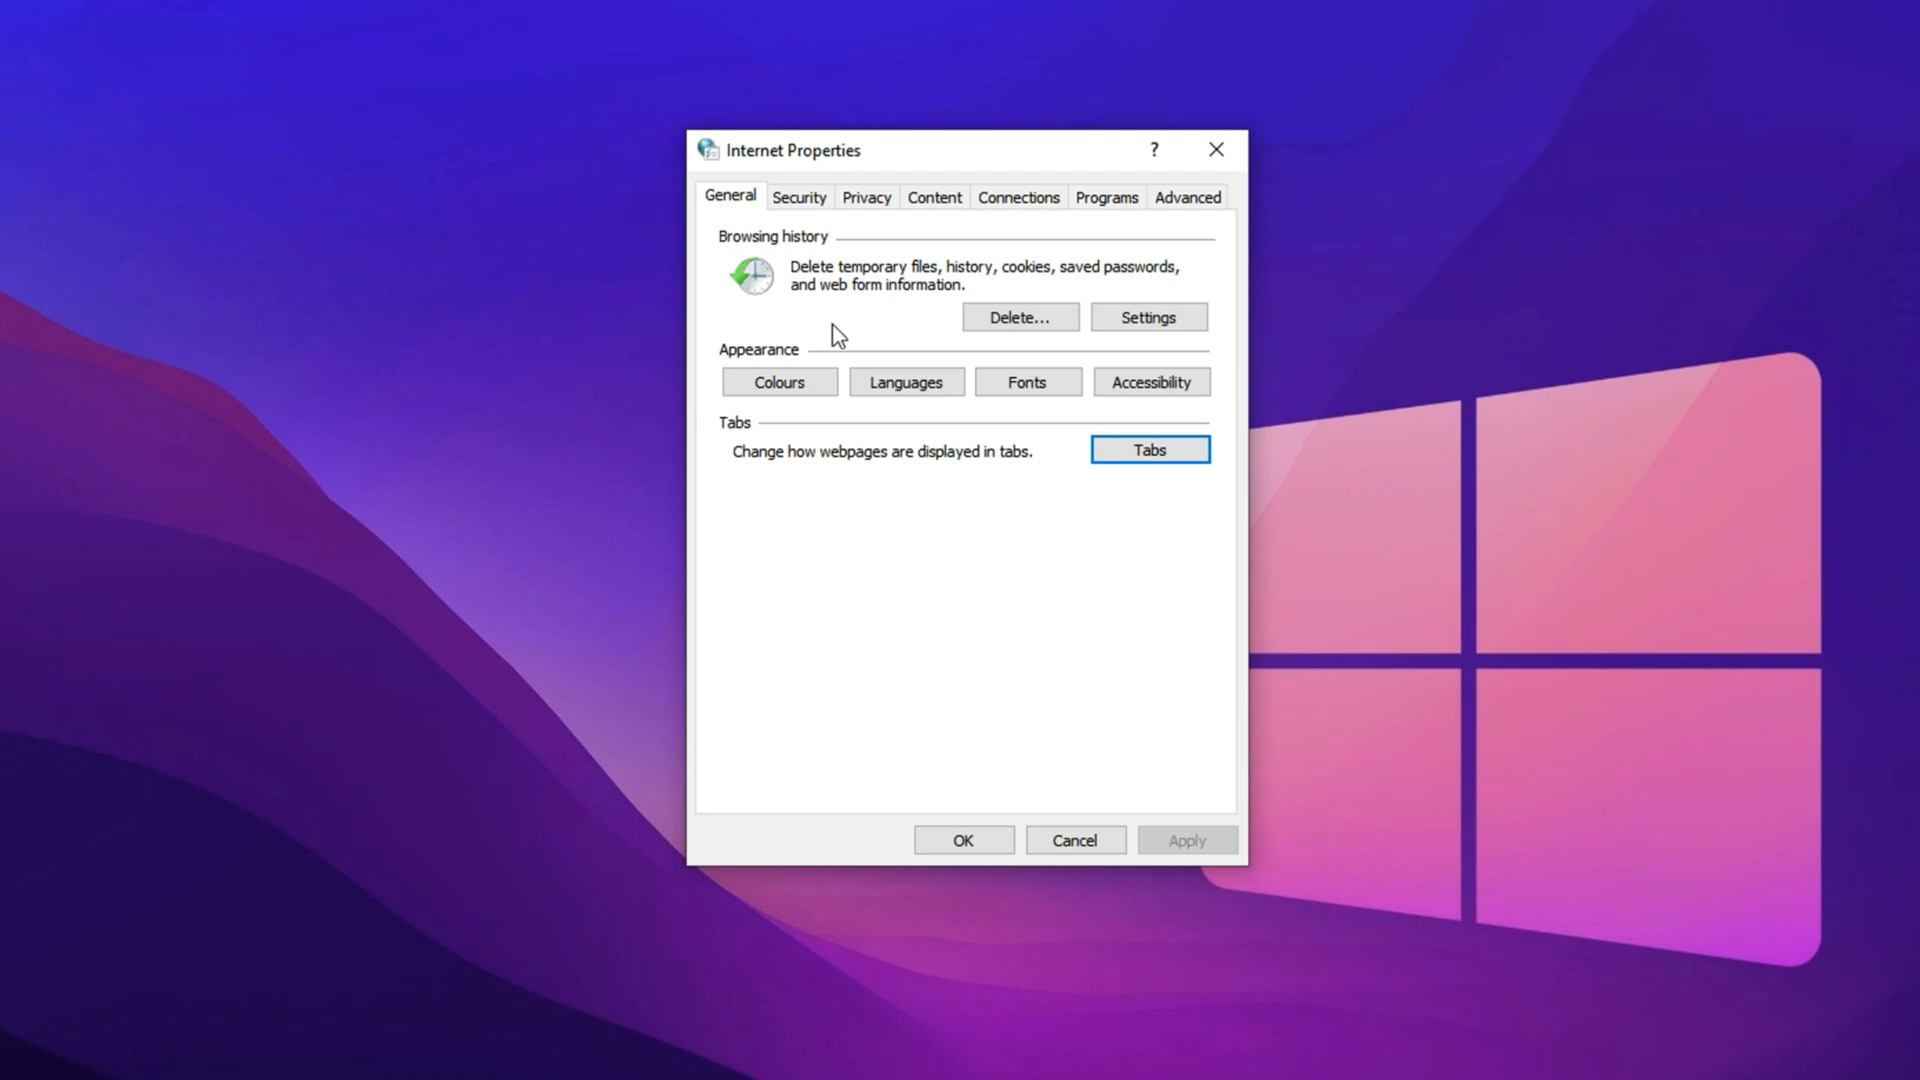 Internet Properties
?
General Security Privacy Content Connections Programs Advanced
Browsing history
Delete temporary files, history, cookies, saved passwords,
and web form information.
Delete... Settings
Appearance
Colours Languages Fonts Accessibility
Tabs
Change how webpages are displayed in tabs. Tabs
OK Cancel Apply